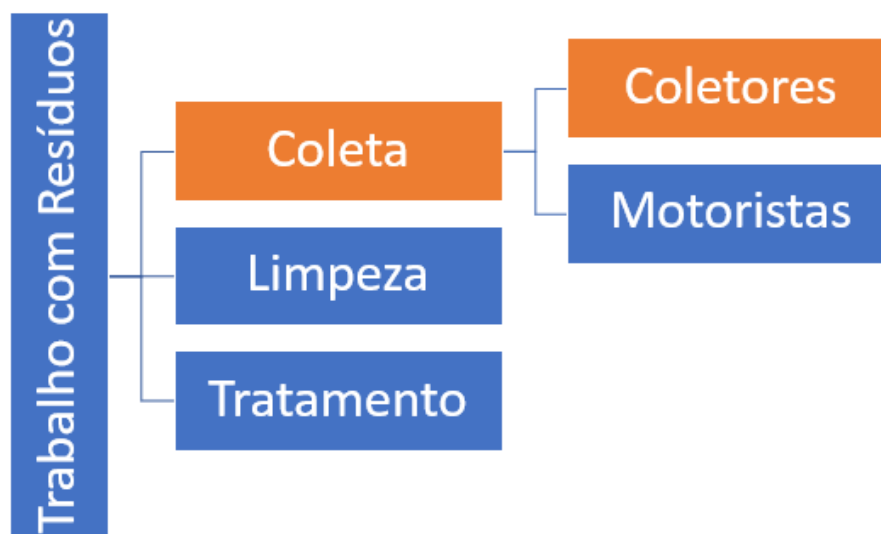 Trabalho com Resíduos
Coleta
Limpeza
Tratamento
Coletores
Motoristas